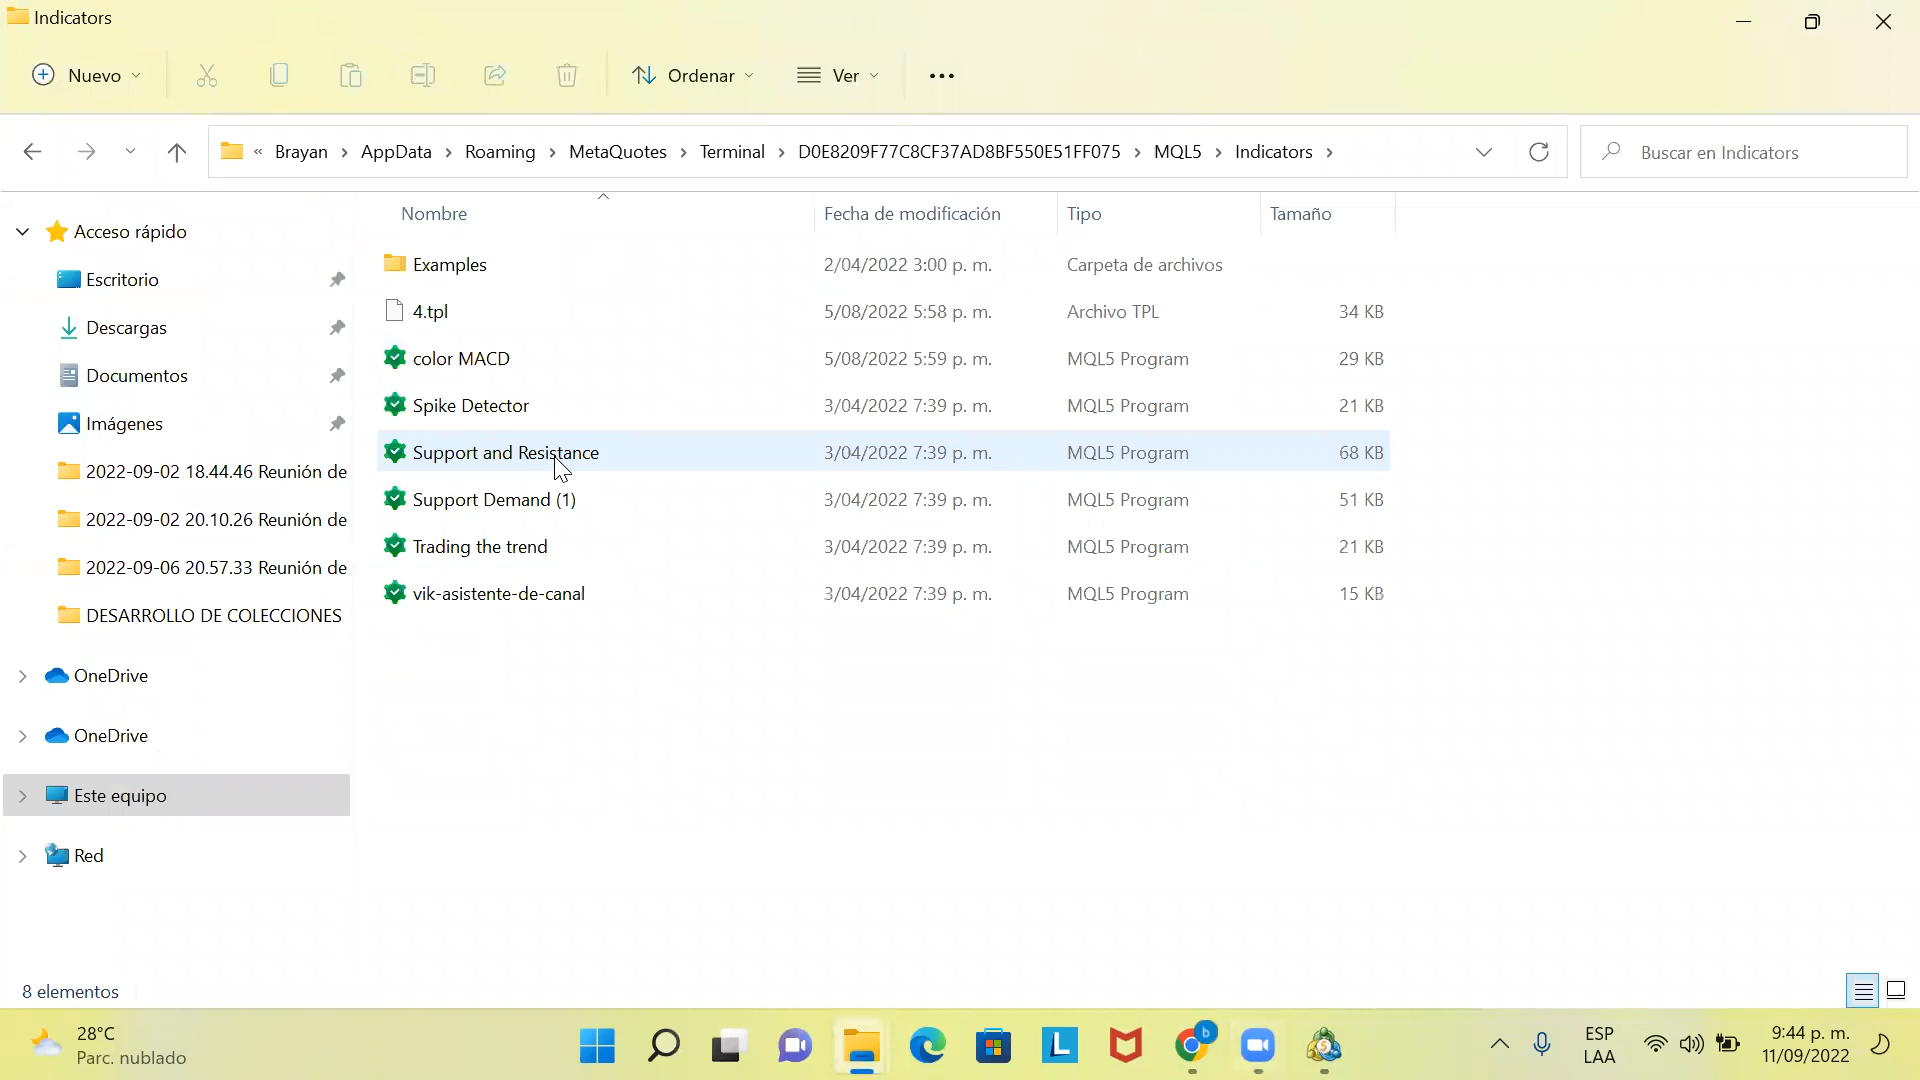 Indicators
Nuevo
Ordenar
Ver
« Brayan > AppData > Roaming > MetaQuotes > Terminal > D0E8209F77C8CF37AD8BF550E51FF075 > MQL5 > Indicators >
Buscar en Indicators
Nombre Fecha de modificación Tipo Tamaño
Acceso rápido
Escritorio
Descargas
Documentos
Imágenes
2022-09-02 18.44.46 Reunión de
2022-09-02 20.10.26 Reunión de
2022-09-06 20.57.33 Reunión de
DESARROLLO DE COLECCIONES
OneDrive
OneDrive
Este equipo
Red
Examples 2/04/2022 3:00 p. m. Carpeta de archivos
4.tpl 5/08/2022 5:58 p. m. Archivo TPL 34 KB
color MACD 5/08/2022 5:59 p. m. MQL5 Program 29 KB
Spike Detector 3/04/2022 7:39 p. m. MQL5 Program 21 KB
Support and Resistance 3/04/2022 7:39 p. m. MQL5 Program 68 KB
Support Demand (1) 3/04/2022 7:39 p. m. MQL5 Program 51 KB
Trading the trend 3/04/2022 7:39 p. m. MQL5 Program 21 KB
vik-asistente-de-canal 3/04/2022 7:39 p. m. MQL5 Program 15 KB
8 elementos
28°C
Parc. nublado
L
b
ESP
LAA
9:44 p. m.
11/09/2022